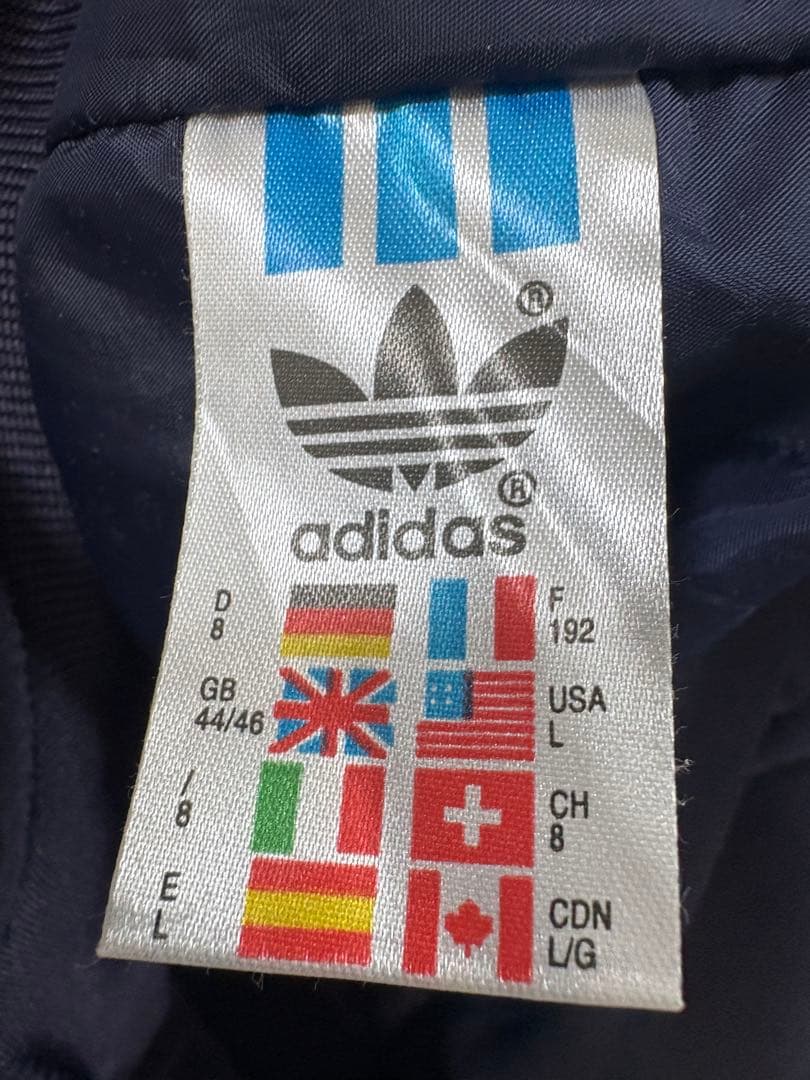 ®
®
adidas
D
8
F
192
GB
44/46
USA
L
I
8
CH
8
E
L
CDN
L/G